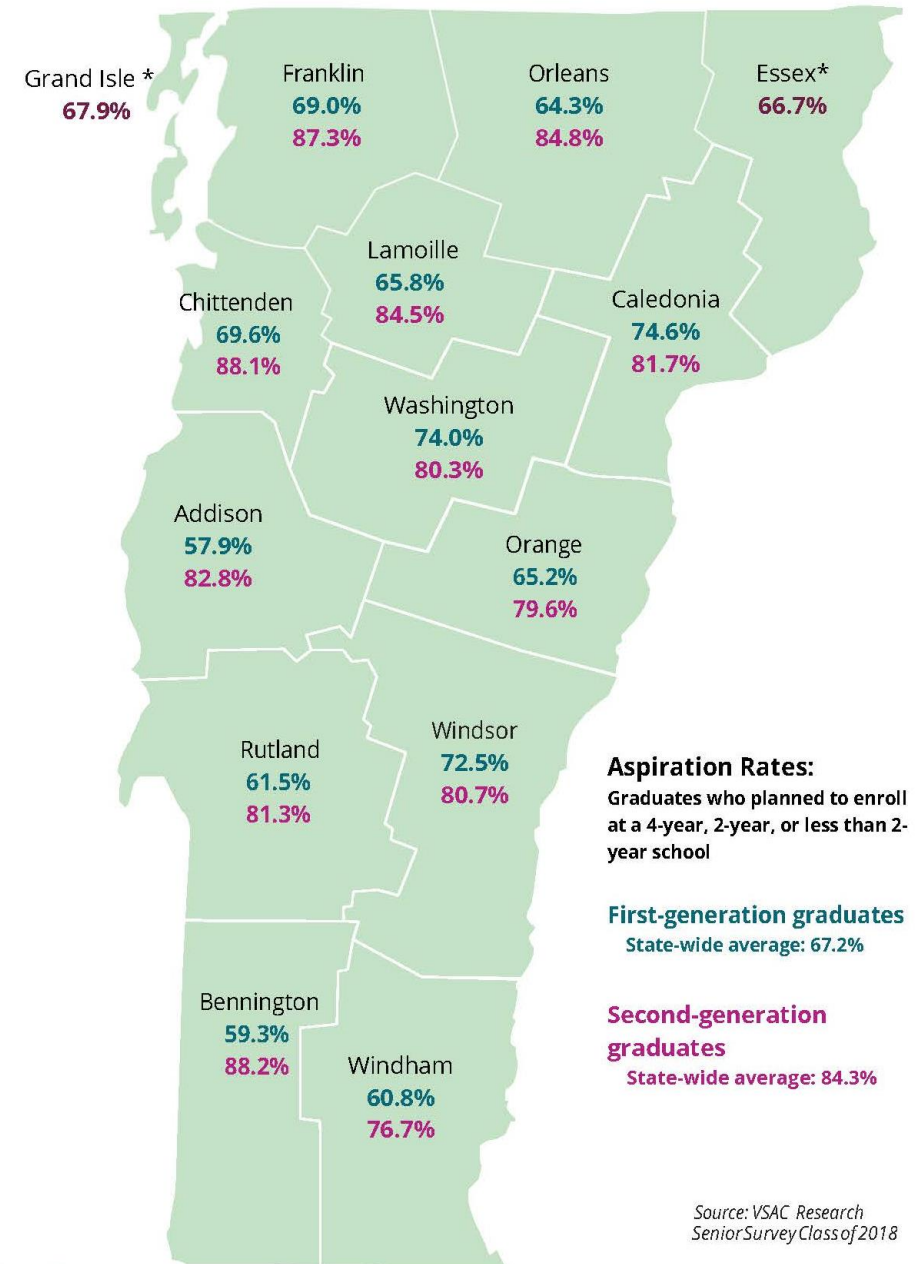 Grand Isle *
67.9%
Franklin
69.0%
87.3%
Orleans
64.3%
84.8%
Essex*
66.7%
Lamoille
65.8%
84.5%
Chittenden
69.6%
88.1%
Caledonia
74.6%
81.7%
Washington
74.0%
80.3%
Addison
57.9%
82.8%
Orange
65.2%
79.6%
Rutland
61.5%
81.3%
Windsor
72.5%
80.7%
Bennington
59.3%
88.2%
Windham
60.8%
76.7%
Aspiration Rates:
Graduates who planned to enroll
at a 4-year, 2-year, or less than 2-
year school
First-generation graduates
State-wide average: 67.2%
Second-generation
graduates
State-wide average: 84.3%
Source: VSAC Research
Senior Survey Class of 2018